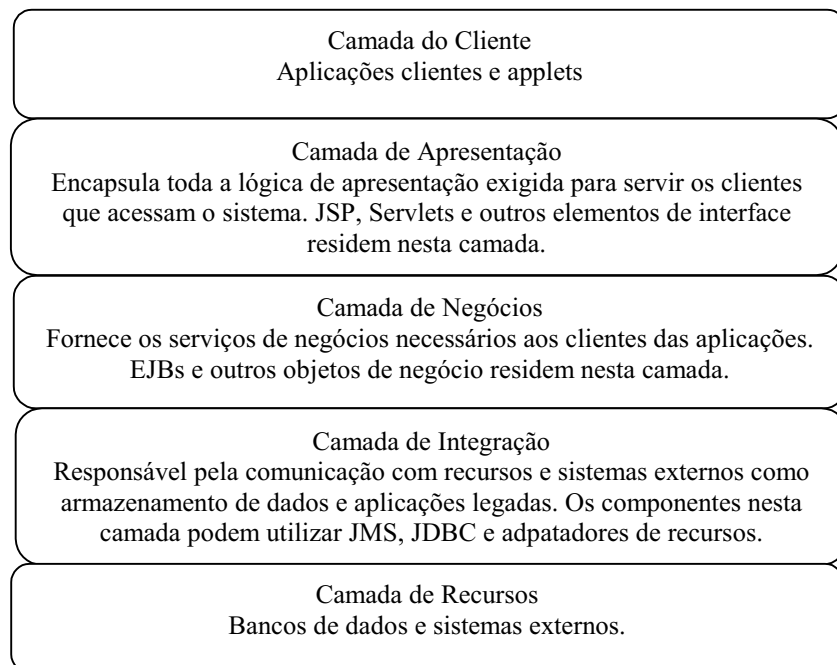 Camada do Cliente
Aplicações clientes e applets
Camada de Apresentação
Encapsula toda a lógica de apresentação exigida para servir os clientes
que acessam o sistema. JSP, Servlets e outros elementos de interface
residem nesta camada.
Camada de Negócios
Fornece os serviços de negócios necessários aos clientes das aplicações.
EJBs e outros objetos de negócio residem nesta camada.
Camada de Integração
Responsável pela comunicação com recursos e sistemas externos como
armazenamento de dados e aplicações legadas. Os componentes nesta
camada podem utilizar JMS, JDBC e adpatadores de recursos.
Camada de Recursos
Bancos de dados e sistemas externos.